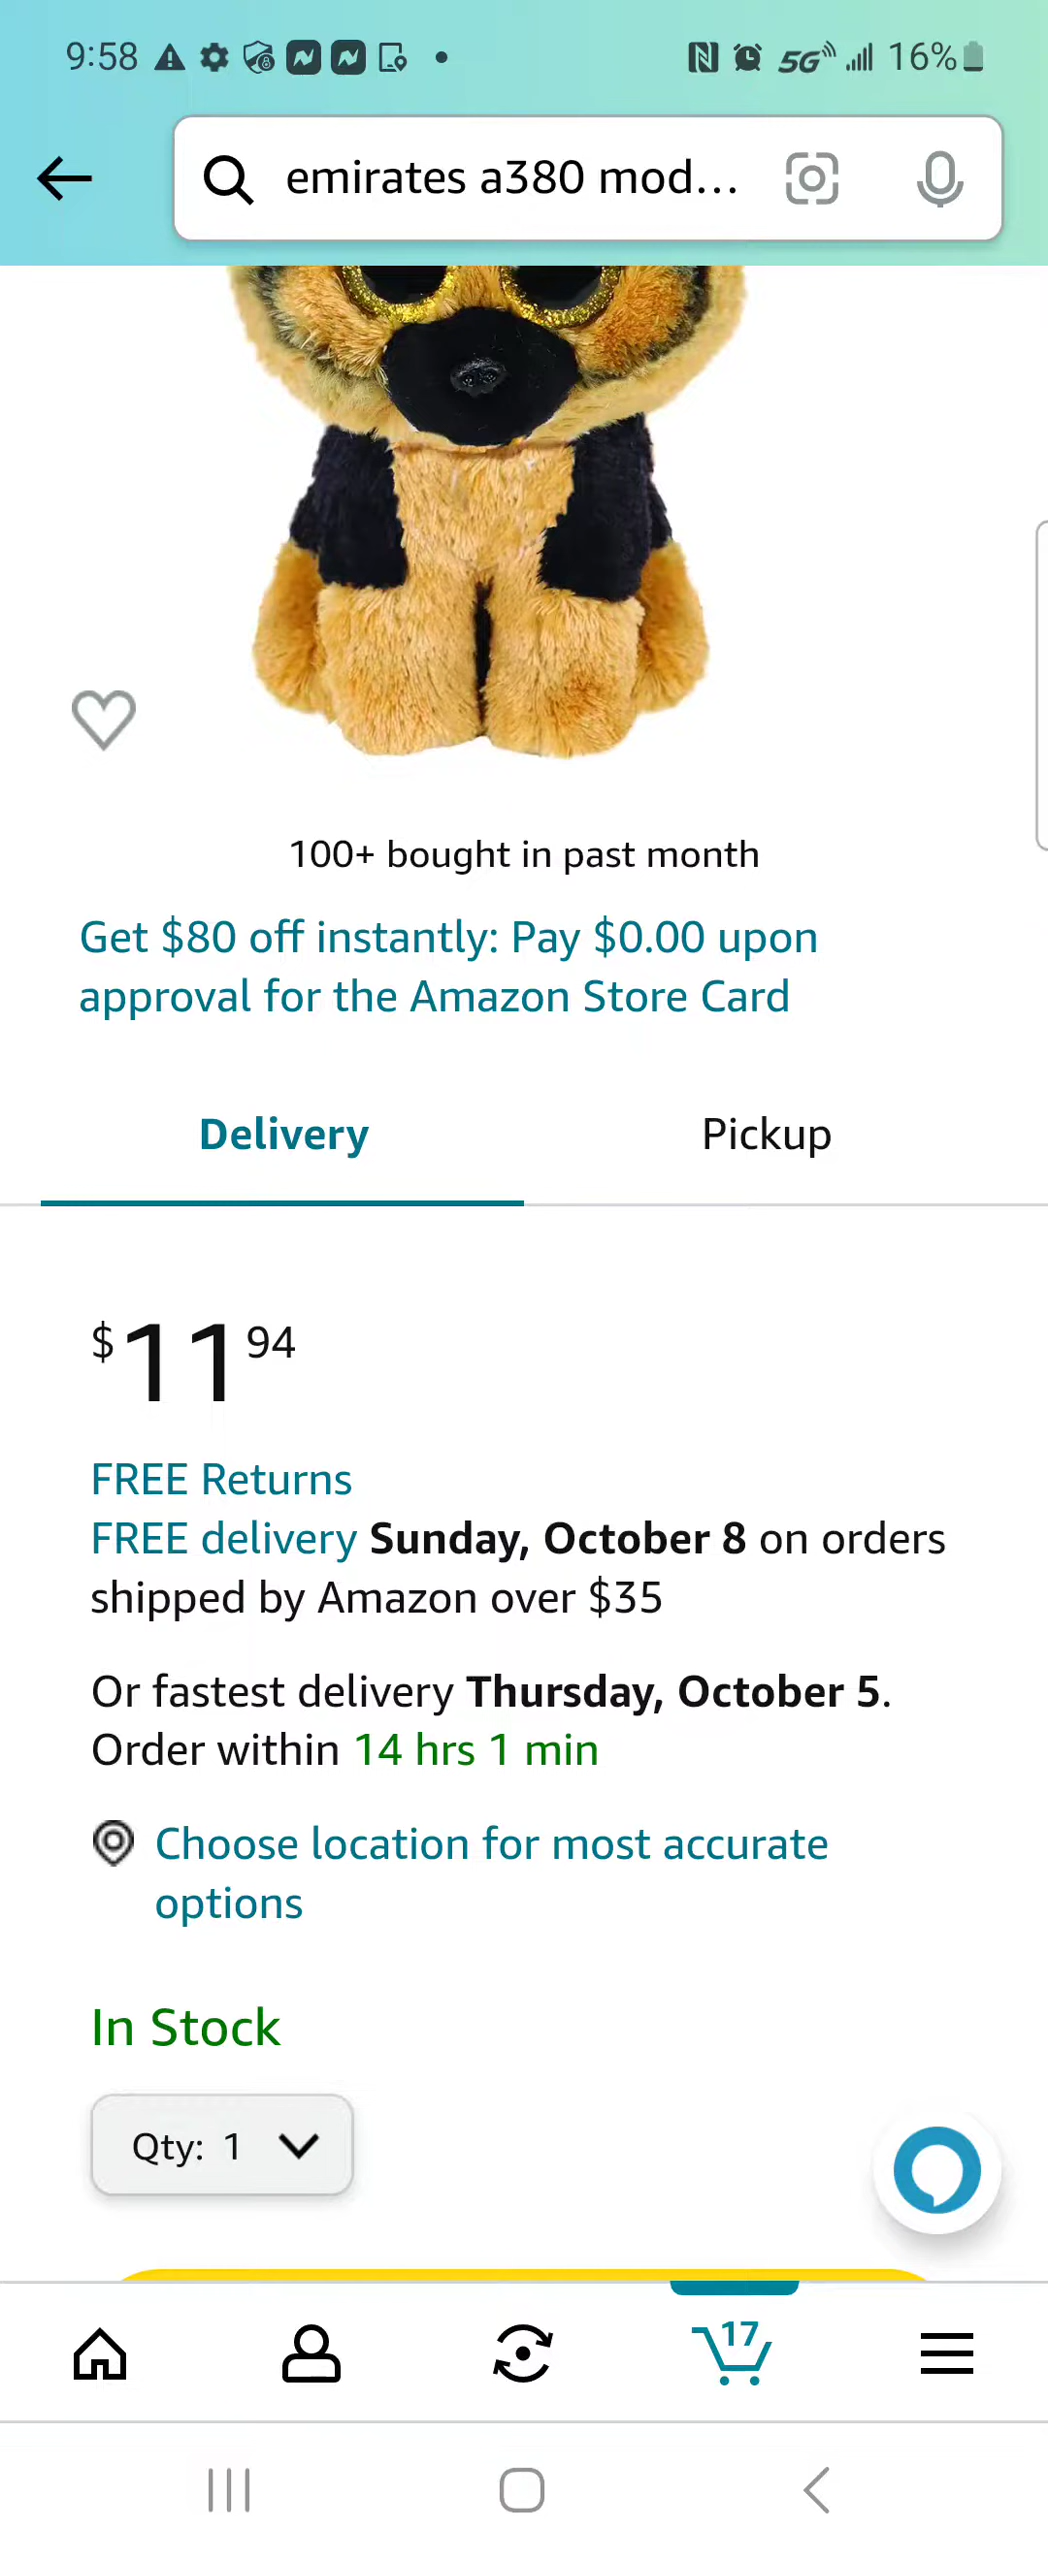 9:58
5G 16%
emirates a380 mod...
100+ bought in past month
Get $80 off instantly: Pay $0.00 upon
approval for the Amazon Store Card
Delivery
Pickup
$11 94
FREE Returns
FREE delivery Sunday, October 8 on orders
shipped by Amazon over $35
Or fastest delivery Thursday, October 5.
Order within 14 hrs 1 min
Choose location for most accurate
options
In Stock
Qty: 1
17